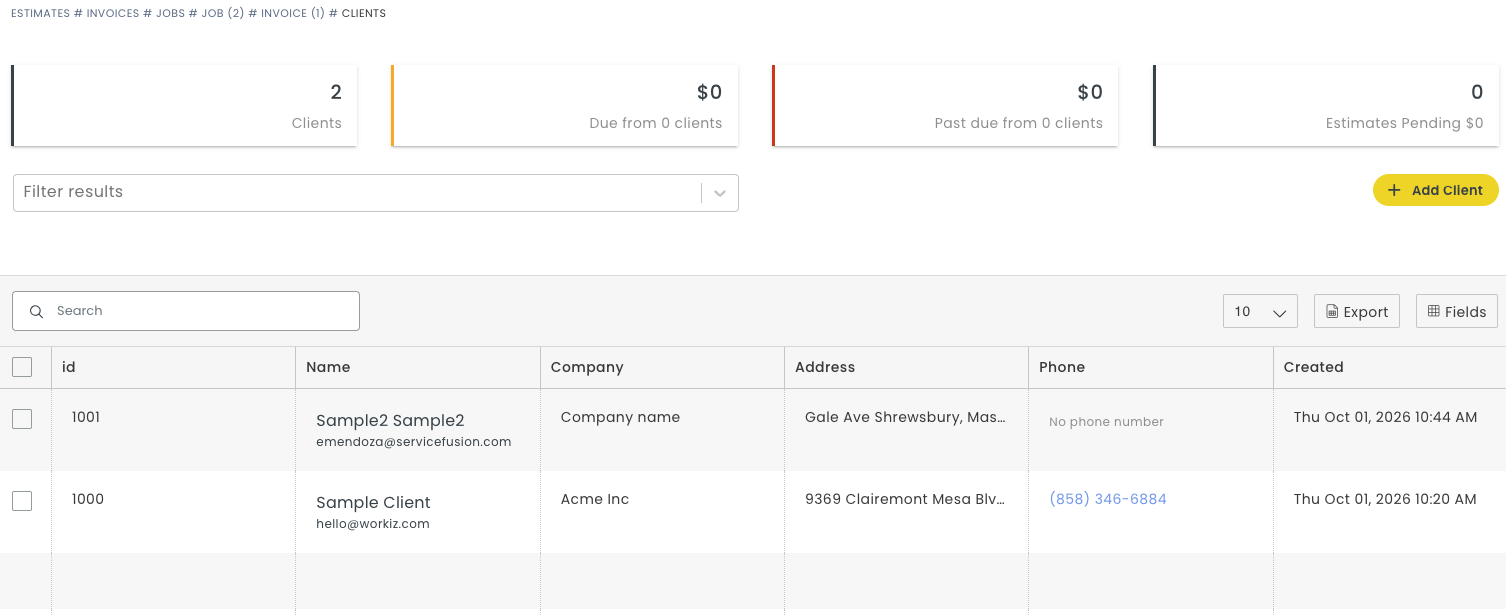 ESTIMATES # INVOICES # JOBS # JOB (2) # INVOICE (1) # CLIENTS
2
Clients
$0
Due from 0 clients
$0
Past due from 0 clients
0
Estimates Pending $0
Filter results
Add Client
Search
10
Export
Fields
id Name Company Address Phone Created
1001 Sample2 Sample2 Company name Gale Ave Shrewsbury, Mas... No phone number Thu Oct 01, 2026 10:44 AM
emendoza@servicefusion.com
1000 Sample Client Acme Inc 9369 Clairemont Mesa Blv... (858) 346-6884 Thu Oct 01, 2026 10:20 AM
hello@workiz.com